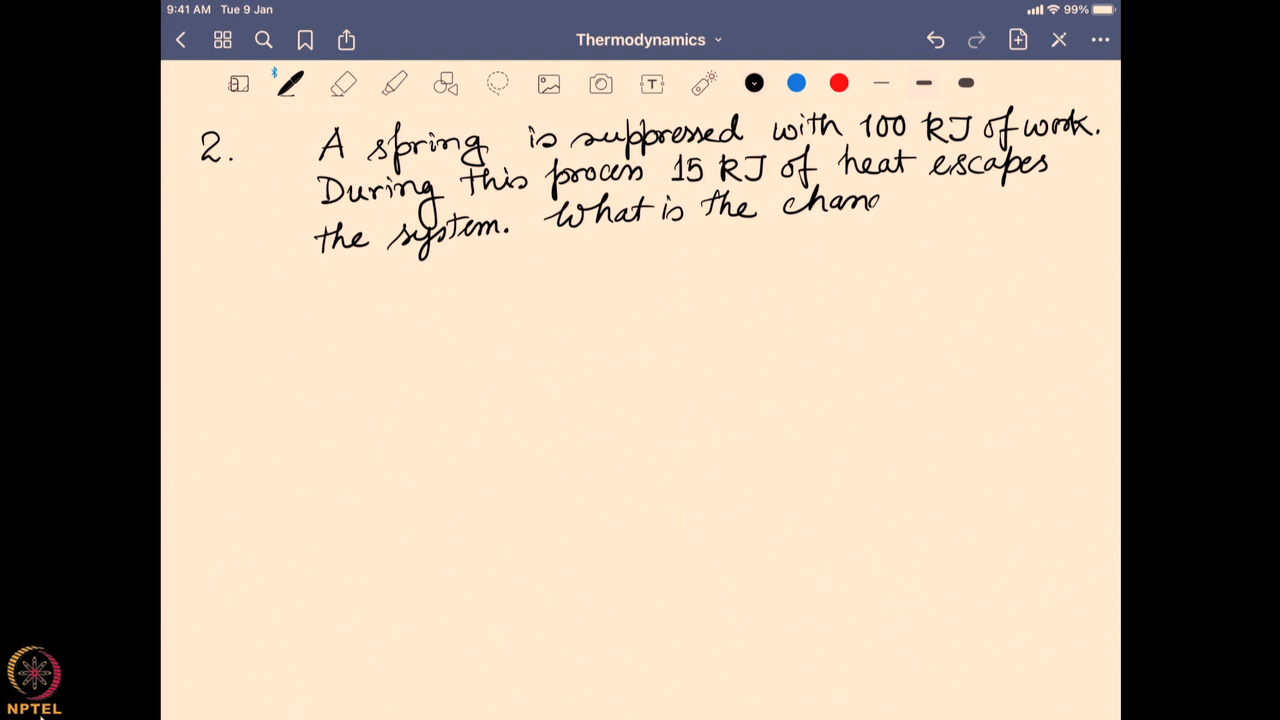 9:41 AM Tue 9 Jan
99%
Thermodynamics
T
2. A spring is suppressed with 100 KJ of work.
During this process 15 KJ of heat escapes
the system. What is the chan
NPTEL